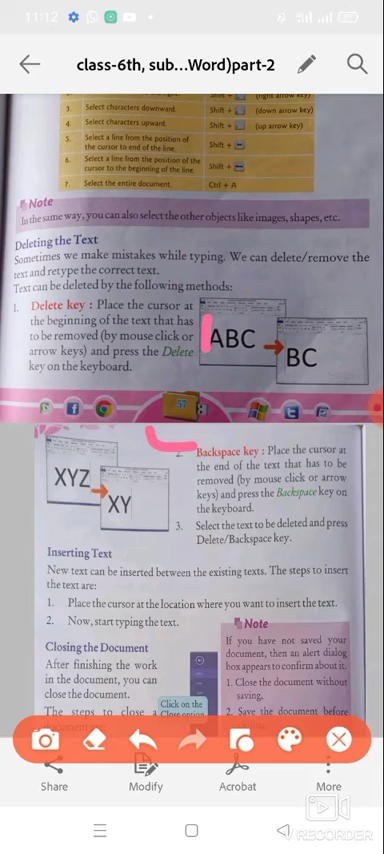 11:12
class-6th, sub...Word)part-2
Shift +
(right arrow key)
3. Select characters downward. Shift + (down arrow key)
4. Select characters upward. Shift + (up arrow key)
5. Select a line from the position of the cursor to end of the line. Shift +
6. Select a line from the position of the cursor to the beginning of the line. Shift +
7. Select the entire document. Ctrl + A
Note
In the same way, you can also select the other objects like images, shapes, etc.
Deleting the Text
Sometimes we make mistakes while typing. We can delete/remove the
text and retype the correct text.
Text can be deleted by the following methods:
1. Delete key : Place the cursor at
the beginning of the text that has
to be removed (by mouse click or
arrow keys) and press the Delete
key on the keyboard.
ABC
BC
57
XYZ
XY
2. Backspace key : Place the cursor at
the end of the text that has to be
removed (by mouse click or arrow
keys) and press the Backspace key on
the keyboard.
3. Select the text to be deleted and press
Delete/Backspace key.
Inserting Text
New text can be inserted between the existing texts. The steps to insert
the text are:
1. Place the cursor at the location where you want to insert the text.
2. Now, start typing the text.
Closing the Document
After finishing the work
in the document, you can
close the document.
The steps to close a
Click on the
Close option
Note
If you have not saved your
document, then an alert dialog
box appears to confirm about it.
1. Close the document without
saving.
2. Save the document before
Share
Modify
Acrobat
More
RECORDER